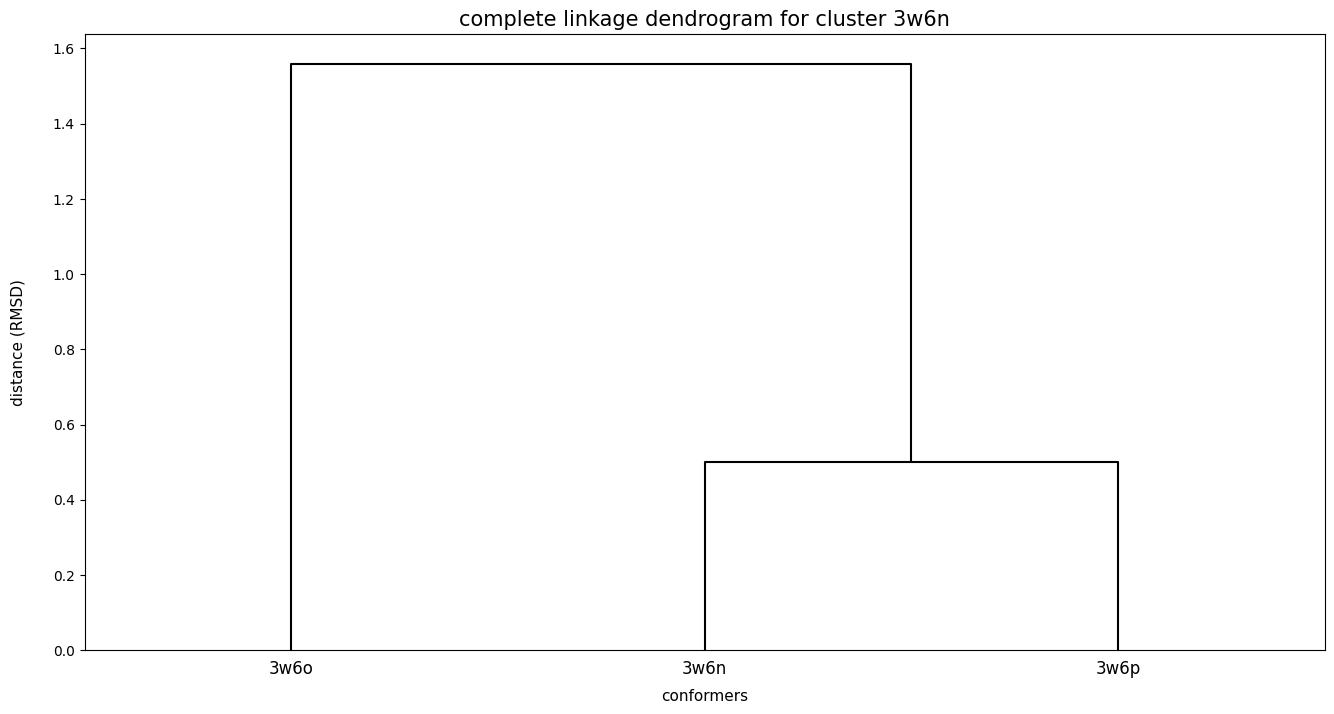 complete linkage dendrogram for cluster 3w6n
1.6
1.4
1.2
1.0
0.8
0.6
0.4
0.2
0.0
distance (RMSD)
3w6o
3w6n
3w6p
conformers